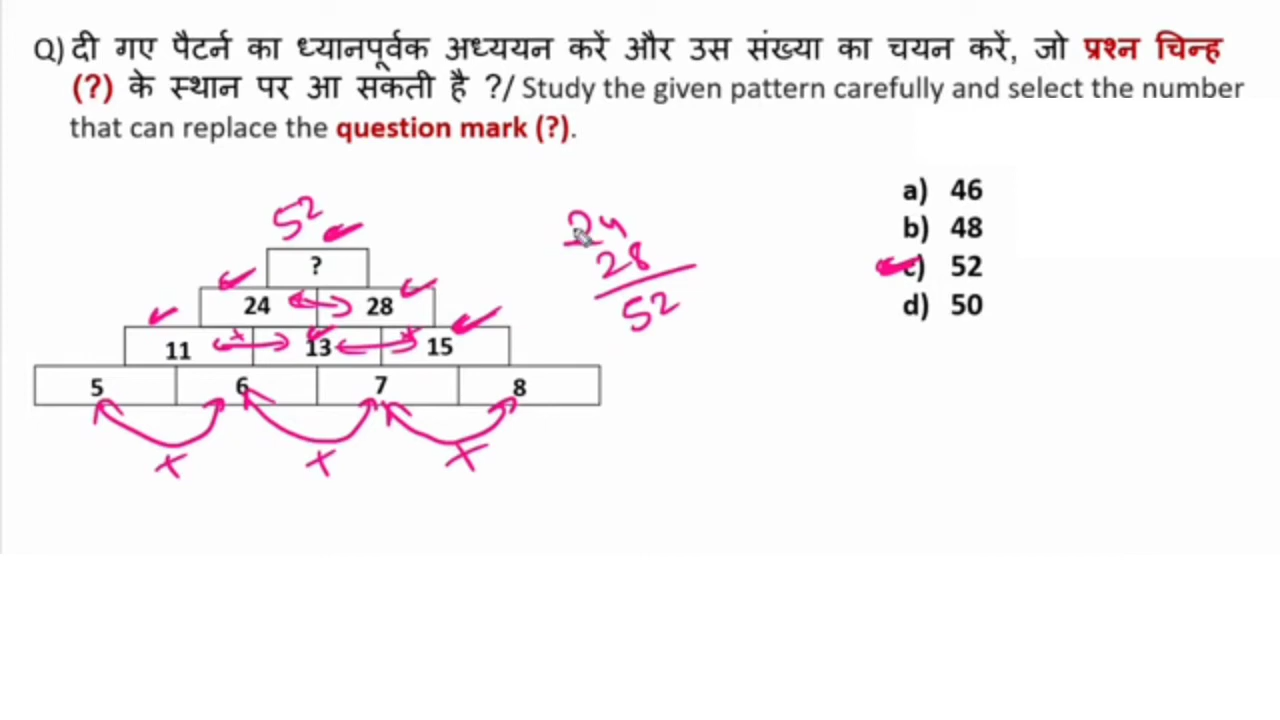 Q) दी गए पैटर्न का ध्यानपूर्वक अध्ययन करें और उस संख्या का चयन करें, जो प्रश्न चिन्ह
(?) के स्थान पर आ सकती है ?/ Study the given pattern carefully and select the number
that can replace the question mark (?).
a) 46
b) 48
c) 52
d) 50
52
?
24 28
11 + 13 + 15
5 6 7 8
+ + +
24
28
52